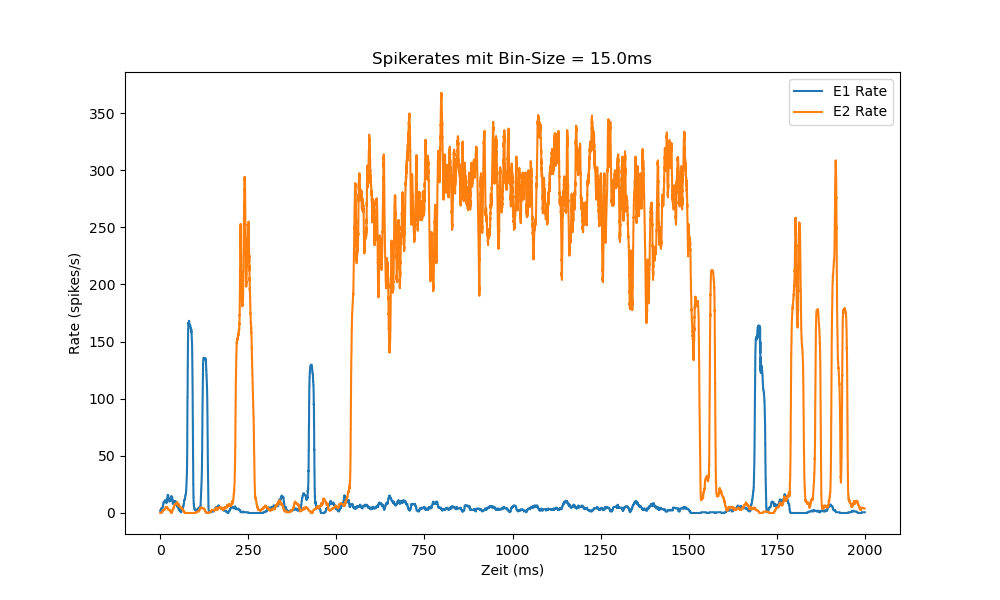 Spikerates mit Bin-Size = 15.0ms
E1 Rate
E2 Rate
Rate (spikes/s)
350
300
250
200
150
100
50
0
0 250 500 750 1000 1250 1500 1750 2000
Zeit (ms)